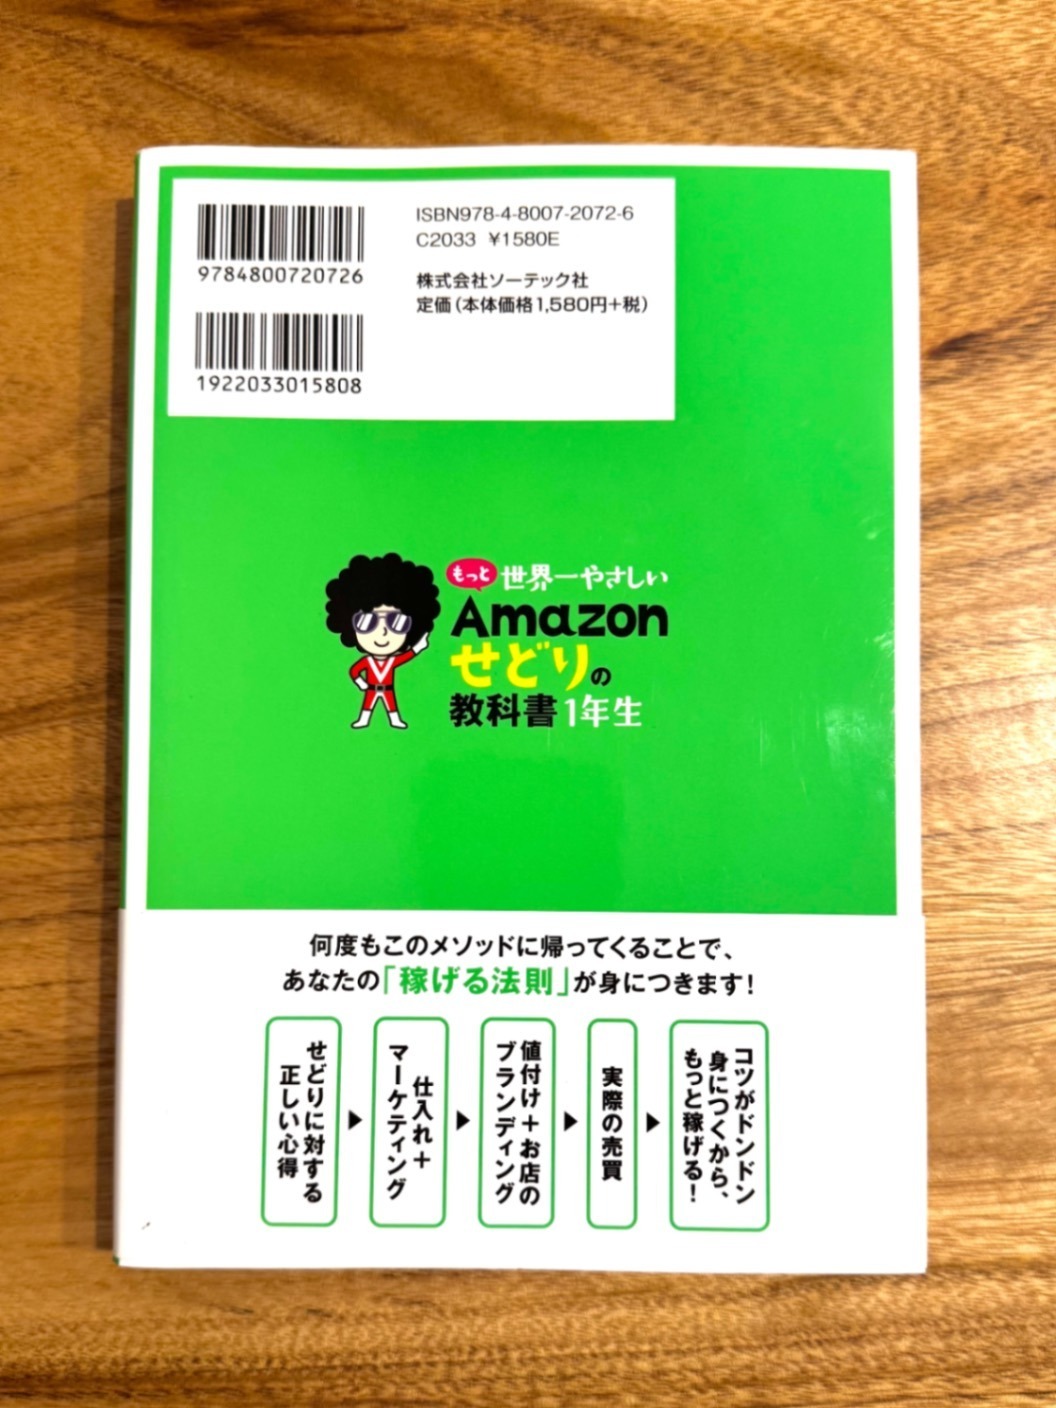 ISBN978-4-8007-2072-6
C2033 ¥1580E
9784800720726
株式会社ソーテック社
定価(本体価格1,580円+税)
1922033015808
もっと世界一やさしい
Amazon
せどりの
教科書1年生
何度もこのメソッドに帰ってくることで、
あなたの「稼げる法則」が身につきます!
せどりに対する
正しい心得
▶
仕入れ+
マーケティング
▶
値付け+お店の
ブランディング
▶
実際の売買
▶
コツがドンドン
身につくから、
もっと稼げる!